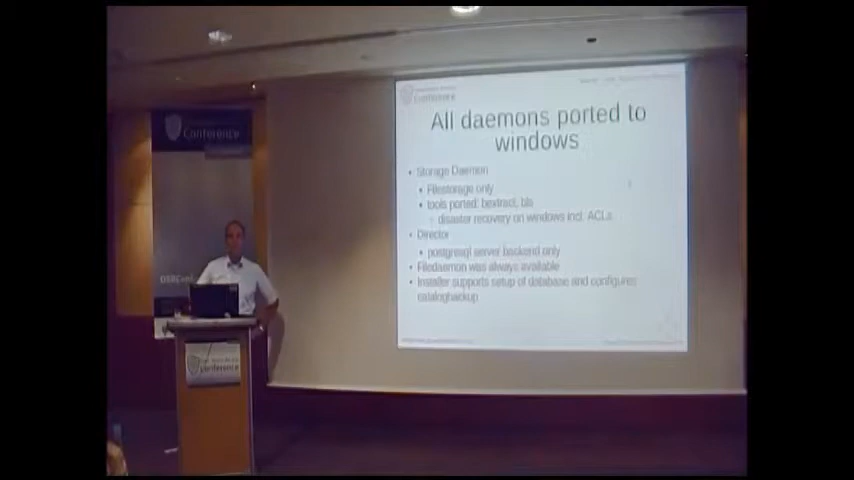 Conference
All daemons ported to
windows
• Storage Daemon
• Filestorage only
• tools ported: bextract, bls
◦ disaster recovery on windows incl. ACLs
• Director
• postgresql server backend only
• Filedaemon was always available
• Installer supports setup of database and configures
catalogbackup
Conference
OSBConf
Conference